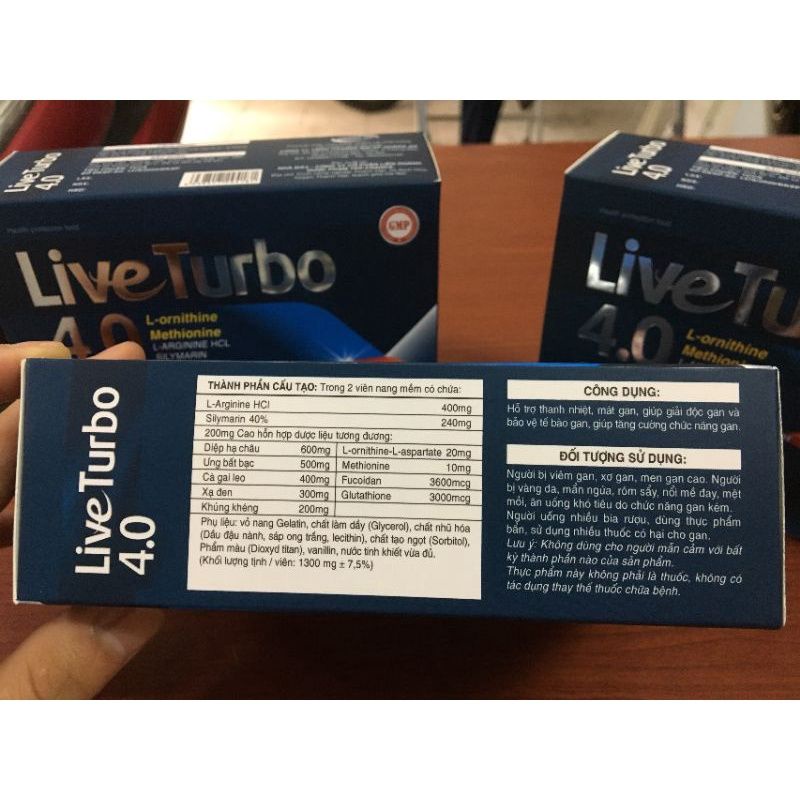 Health protection food
GMP
LiveTurbo
4.0
L-ornithine
Methionine
L-ARGININE HCL
SILYMARIN
LiveTu
4.0
L-ornithine
Methionine
LiveTurbo
4.0
THÀNH PHẦN CẤU TẠO: Trong 2 viên nang mềm có chứa:
L-Arginine HCl 400mg
Silymarin 40% 240mg
200mg Cao hỗn hợp dược liệu tương đương:
Diệp hạ châu 600mg L-ornithine-L-aspartate 20mg
Ưng bất bạc 500mg Methionine 10mg
Cà gai leo 400mg Fucoidan 3600mcg
Xạ đen 300mg Glutathione 3000mcg
Khúng khéng 200mg
Phụ liệu: vỏ nang Gelatin, chất làm dầy (Glycerol), chất nhũ hóa
(Dầu đậu nành, sáp ong trắng, lecithin), chất tạo ngọt (Sorbitol),
Phẩm màu (Dioxyd titan), vanillin, nước tinh khiết vừa đủ.
(Khối lượng tịnh / viên: 1300 mg ± 7,5%)
CÔNG DỤNG:
Hỗ trợ thanh nhiệt, mát gan, giúp giải độc gan và
bảo vệ tế bào gan, giúp tăng cường chức năng gan.
ĐỐI TƯỢNG SỬ DỤNG:
Người bị viêm gan, xơ gan, men gan cao. Người
bị vàng da, mẩn ngứa, rôm sẩy, nổi mề đay, mệt
mỏi, ăn uống khó tiêu do chức năng gan kém.
Người uống nhiều bia rượu, dùng thực phẩm
bẩn, sử dụng nhiều thuốc có hại cho gan.
Lưu ý: Không dùng cho người mẫn cảm với bất
kỳ thành phần nào của sản phẩm.
Thực phẩm này không phải là thuốc, không có
tác dụng thay thế thuốc chữa bệnh.